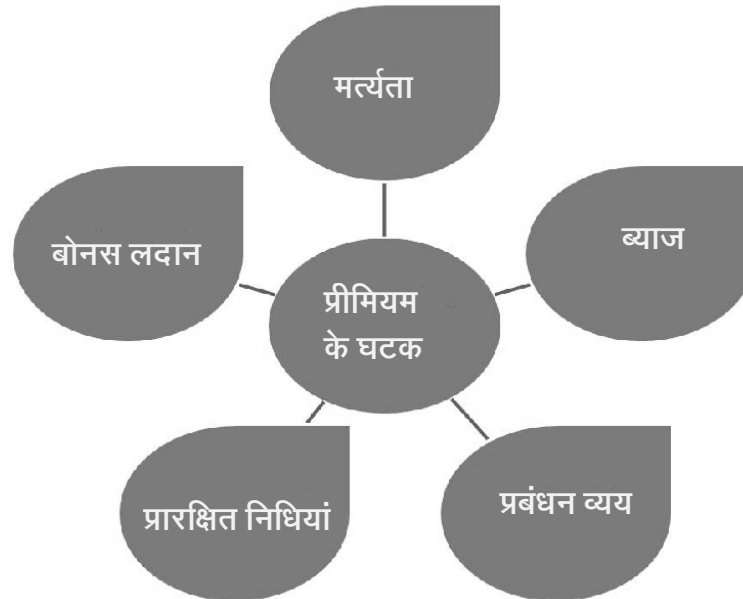 मर्त्यता
ब्याज
बोनस लदान
प्रीमियम
के घटक
प्रारक्षित निधियां
प्रबंधन व्यय